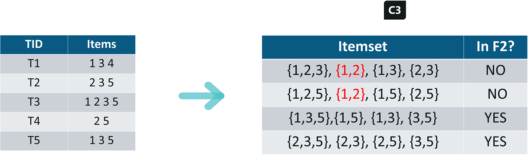 C3
TID Items
T1 1 3 4
T2 2 3 5
T3 1 2 3 5
T4 2 5
T5 1 3 5
Itemset In F2?
{1,2,3}, {1,2}, {1,3}, {2,3} NO
{1,2,5}, {1,2}, {1,5}, {2,5} NO
{1,3,5},{1,5}, {1,3}, {3,5} YES
{2,3,5}, {2,3}, {2,5}, {3,5} YES